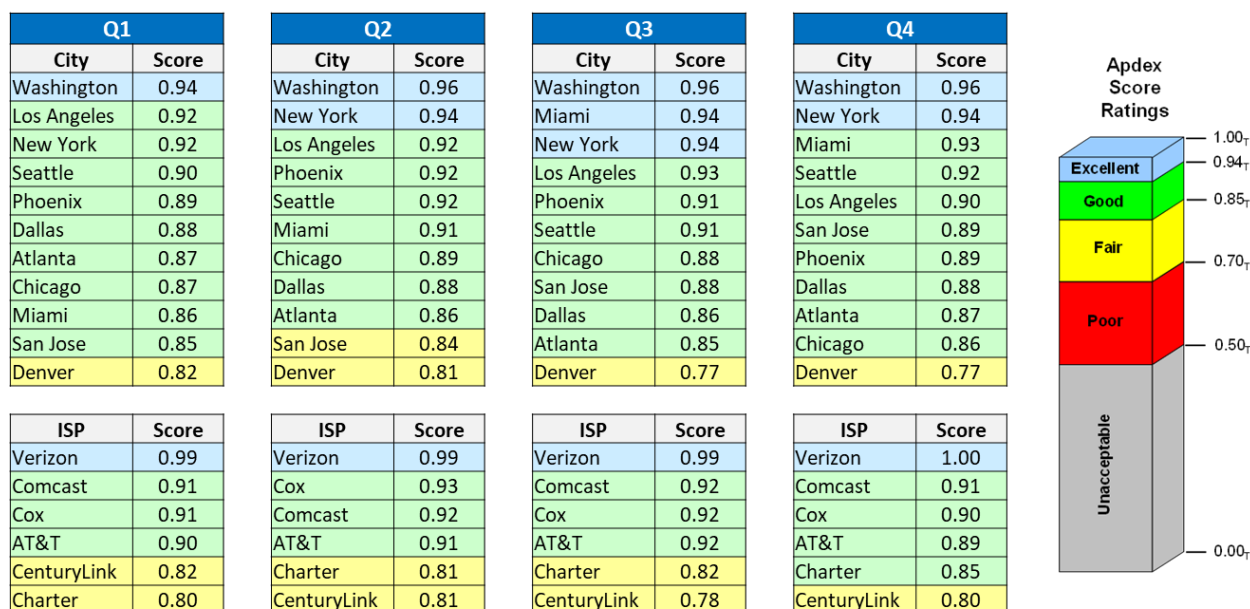 Q1 Q2 Q3 Q4
City Score City Score City Score City Score
Washington 0.94 Washington 0.96 Washington 0.96 Washington 0.96
Los Angeles 0.92 New York 0.94 Miami 0.94 New York 0.94
New York 0.92 Los Angeles 0.92 New York 0.94 Miami 0.93
Seattle 0.90 Phoenix 0.92 Los Angeles 0.93 Seattle 0.92
Phoenix 0.89 Seattle 0.92 Phoenix 0.91 Los Angeles 0.90
Dallas 0.88 Miami 0.91 Seattle 0.91 San Jose 0.89
Atlanta 0.87 Chicago 0.89 Chicago 0.88 Phoenix 0.89
Chicago 0.87 Dallas 0.88 San Jose 0.88 Dallas 0.88
Miami 0.86 Atlanta 0.86 Dallas 0.86 Atlanta 0.87
San Jose 0.85 San Jose 0.84 Atlanta 0.85 Chicago 0.86
Denver 0.82 Denver 0.81 Denver 0.77 Denver 0.77
ISP Score ISP Score ISP Score ISP Score
Verizon 0.99 Verizon 0.99 Verizon 0.99 Verizon 1.00
Comcast 0.91 Cox 0.93 Comcast 0.92 Comcast 0.91
Cox 0.91 Comcast 0.92 Cox 0.92 Cox 0.90
AT&T 0.90 AT&T 0.91 AT&T 0.92 AT&T 0.89
CenturyLink 0.82 Charter 0.81 Charter 0.82 Charter 0.85
Charter 0.80 CenturyLink 0.81 CenturyLink 0.78 CenturyLink 0.80
Apdex
Score
Ratings
1.00T
Excellent 0.94T
Good 0.85T
Fair 0.70T
Poor 0.50T
Unacceptable 0.00T